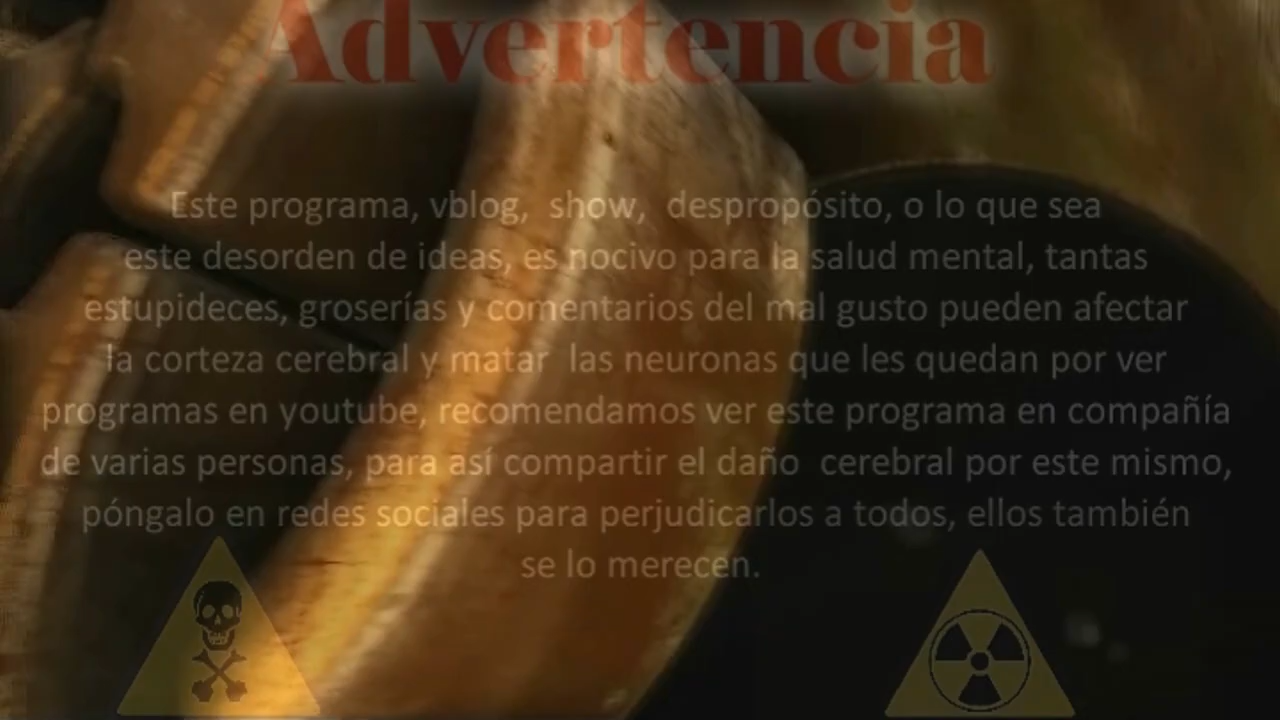 Advertencia
Este programa, vblog, show, despropósito, o lo que sea
este desorden de ideas, es nocivo para la salud mental, tantas
estupideces, groserías y comentarios del mal gusto pueden afectar
la corteza cerebral y matar las neuronas que les quedan por ver
programas en youtube, recomendamos ver este programa en compañía
de varias personas, para así compartir el daño cerebral por este mismo,
póngalo en redes sociales para perjudicarlos a todos, ellos también
se lo merecen.